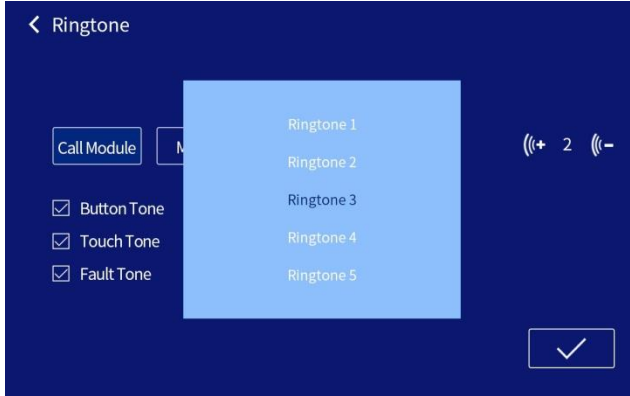 Ringtone
Ringtone 1
Ringtone 2
Ringtone 3
Ringtone 4
Ringtone 5
Call Module
2
Button Tone
Touch Tone
Fault Tone